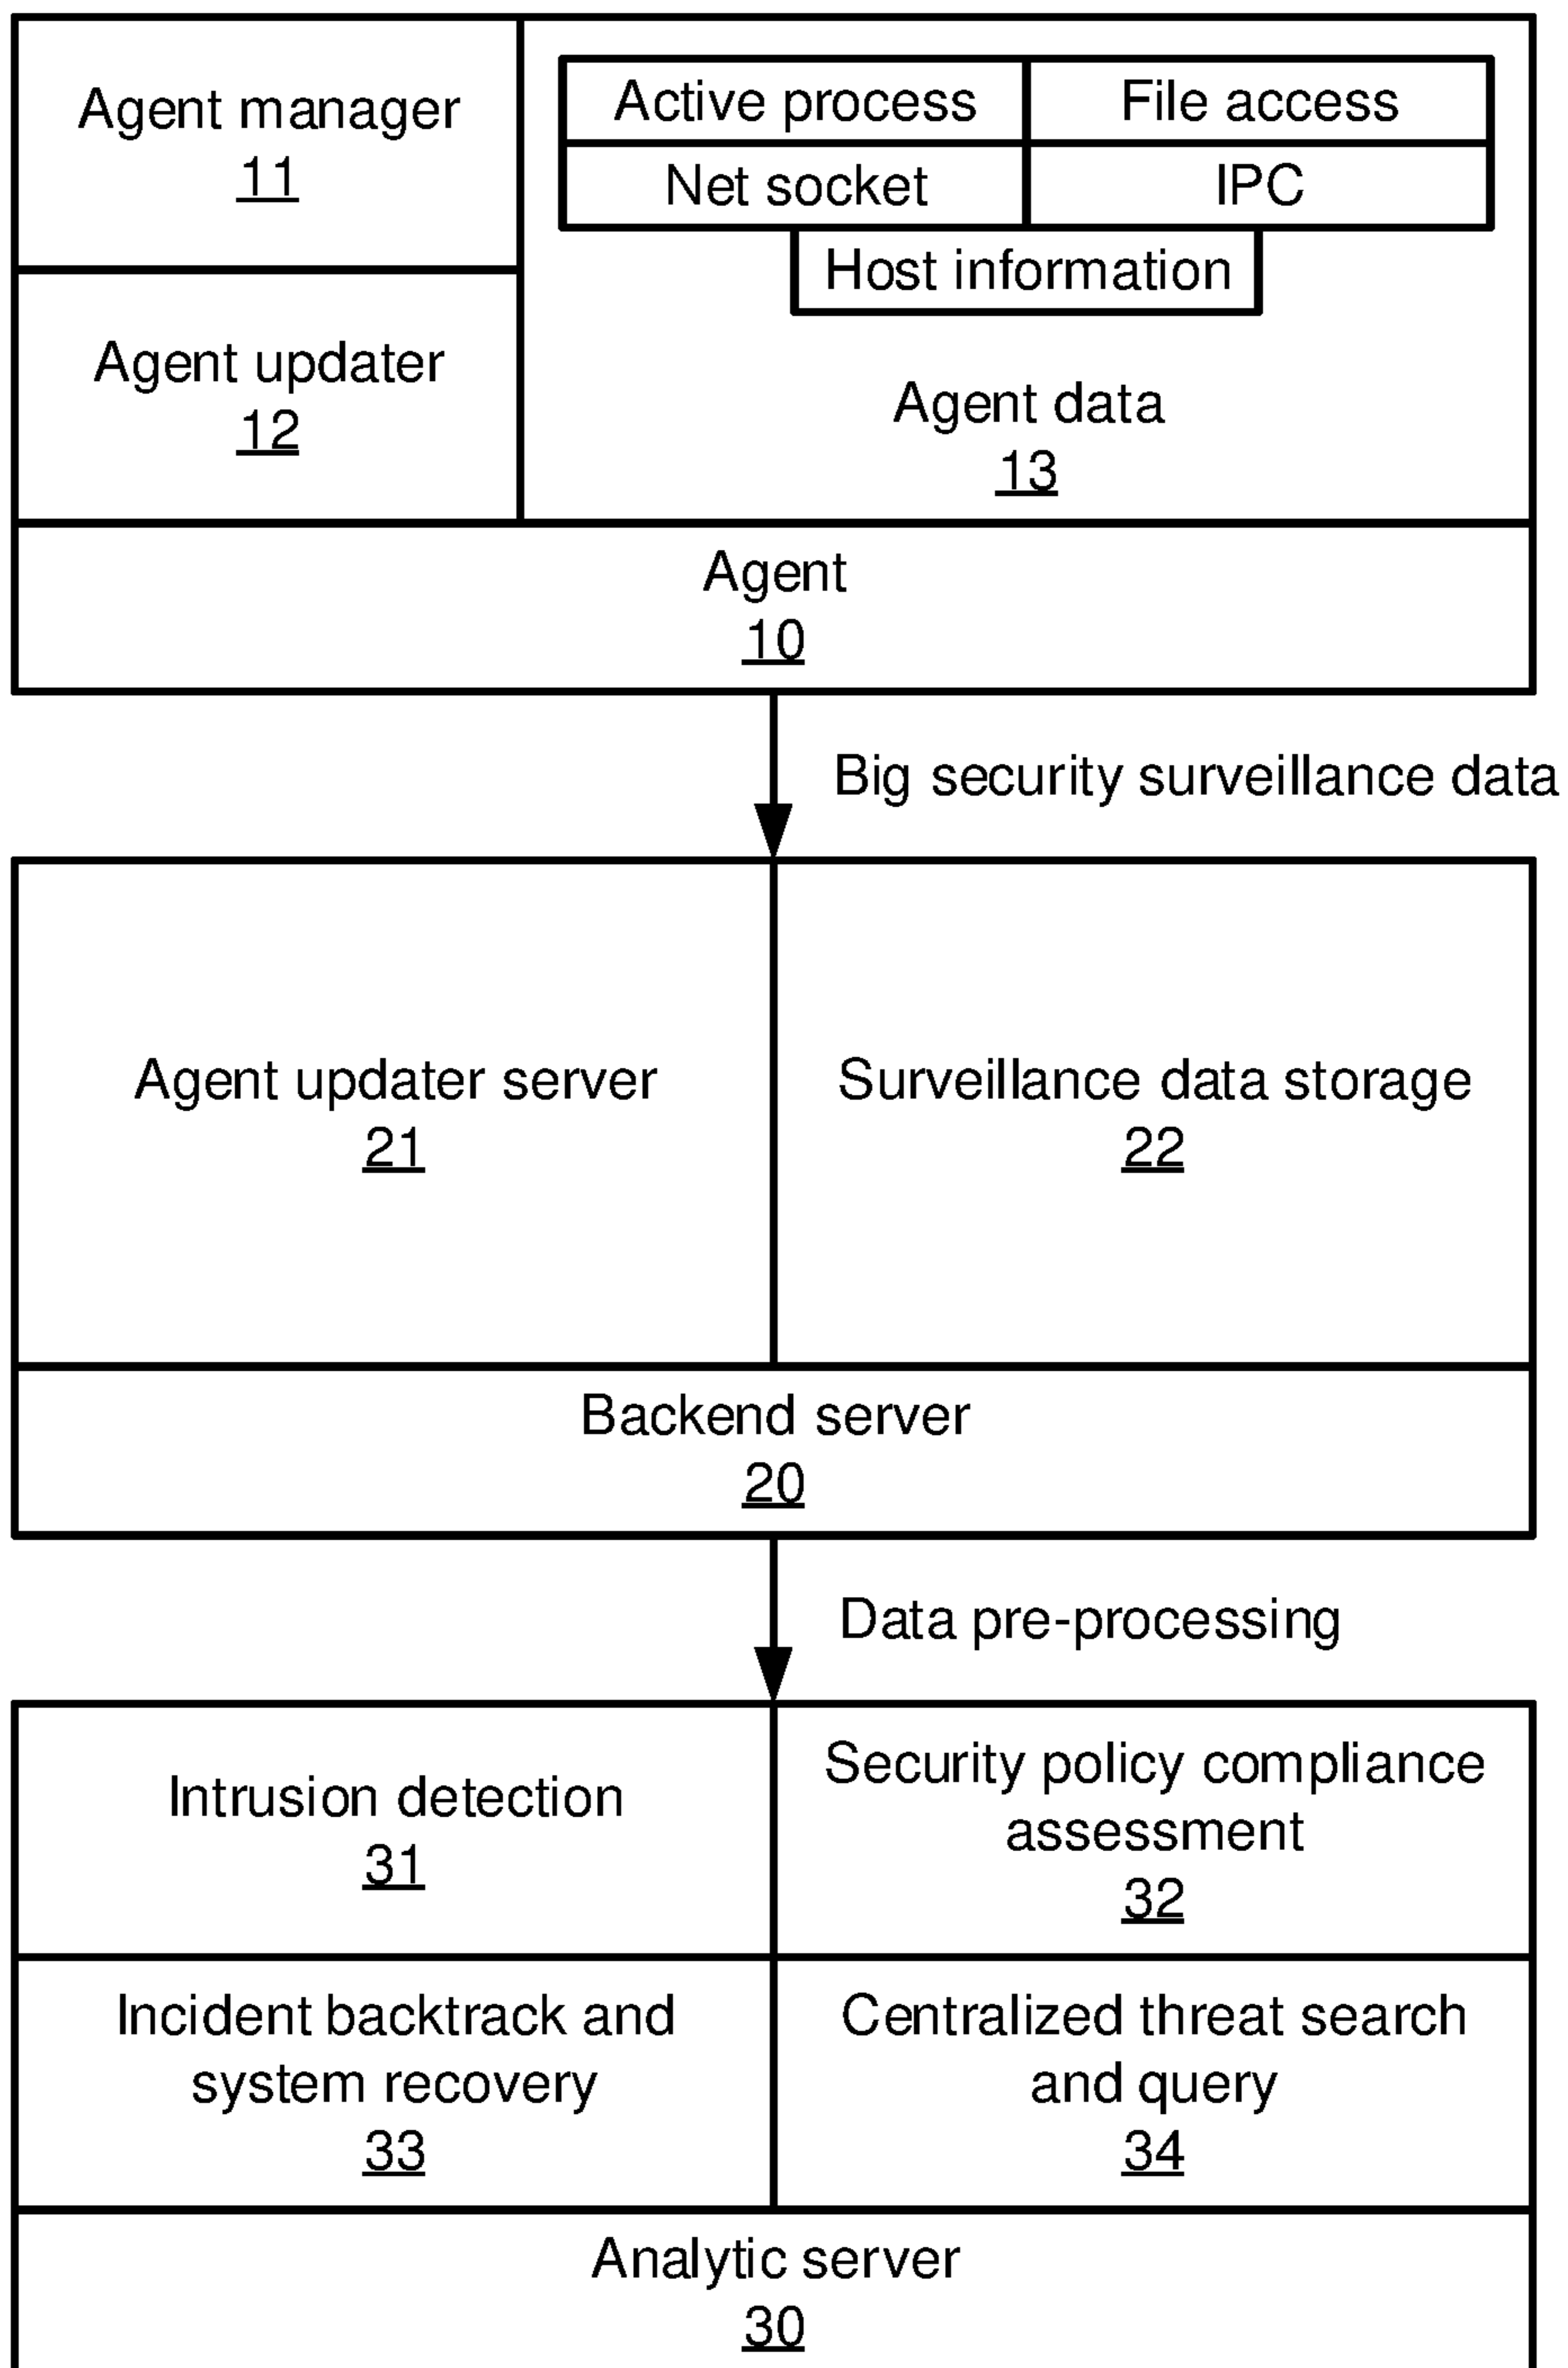 Agent manager
11
Agent updater
12
Active process
File access
Net socket
IPC
Host information
Agent data
13
Agent
10
Big security surveillance data
Agent updater server
21
Surveillance data storage
22
Backend server
20
Data pre-processing
Intrusion detection
31
Security policy compliance
assessment
32
Incident backtrack and
system recovery
33
Centralized threat search
and query
34
Analytic server
30